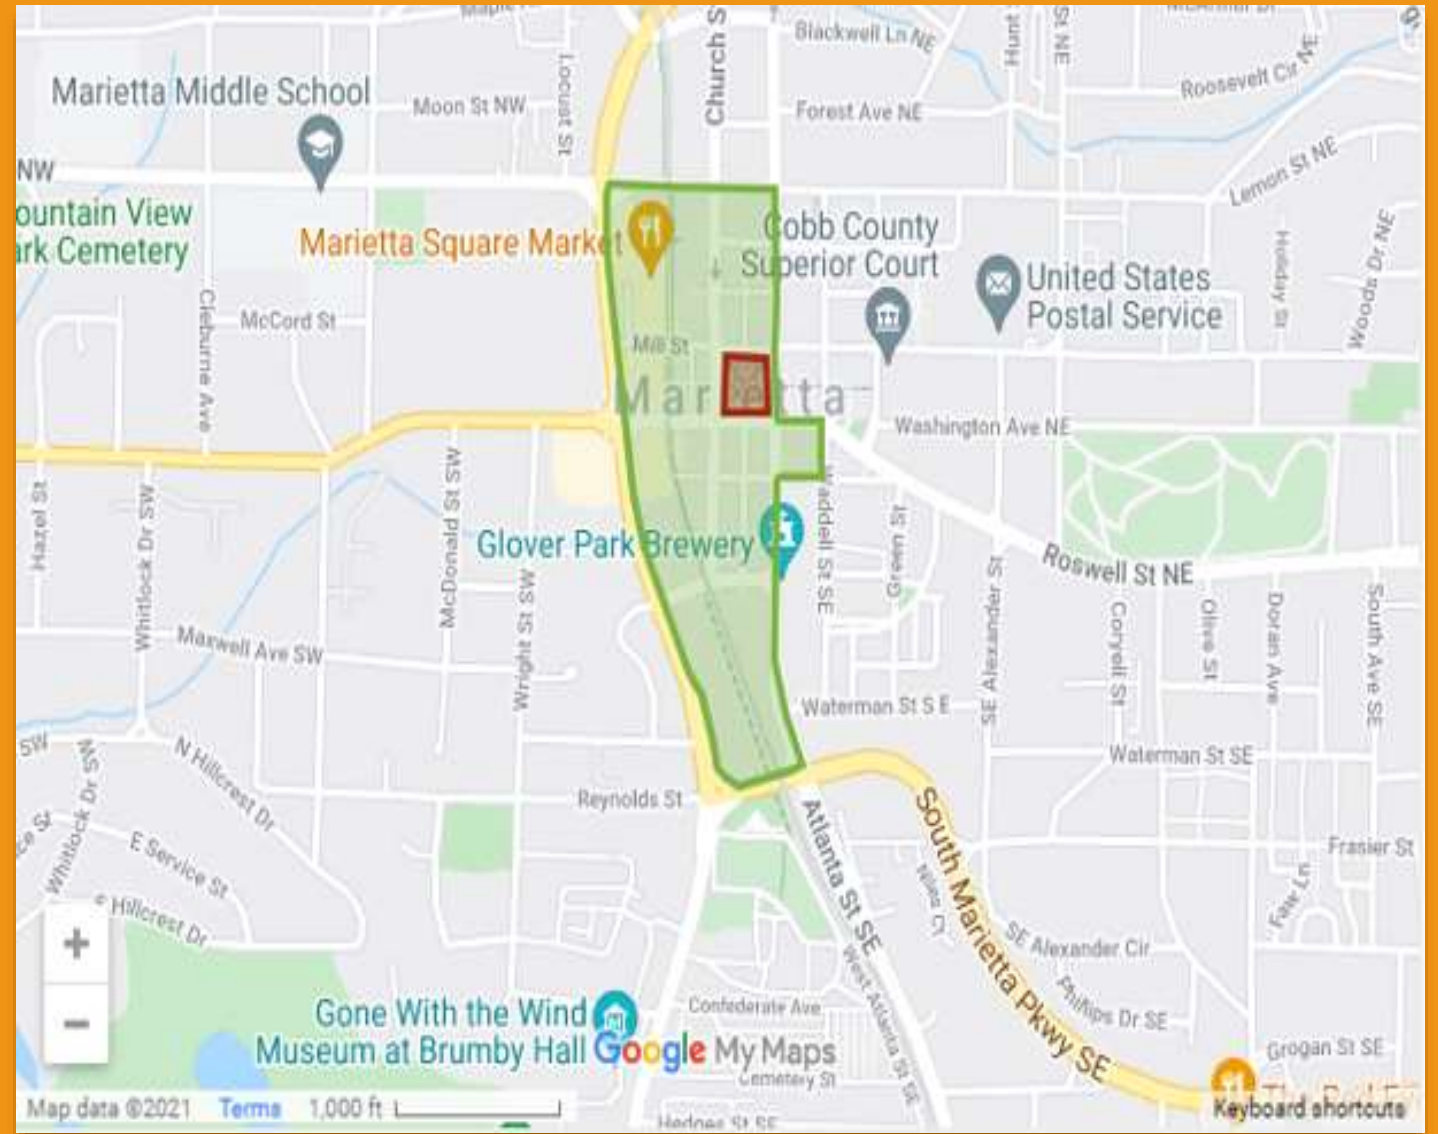 Blackwell Ln NE
Church S
Hunt
St NE
Roosevelt Cir NE
Marietta Middle School
Moon St NW
Locust St
Forest Ave NE
NW
Lemon St NE
ountain View
ark Cemetery
Marietta Square Market
Cobb County
Superior Court
United States
Postal Service
Holiday St
Woods Dr NE
Cleburne Ave
McCord St
Mill St
Marietta
Washington Ave NE
Hazel St
Whitlock Dr SW
McDonald St SW
Wright St SW
Glover Park Brewery
Waddell St SE
Green St
Roswell St NE
SE Alexander St
Coryell St
Olive St
Doran Ave
South Ave SE
Maxwell Ave SW
Waterman St S E
Waterman St SE
SW
Whitlock Dr SW
N Hillcrest Dr
Reynolds St
Atlanta St SE
South Marietta Pkwy SE
Frasier St
ce St
E Service St
Hillcrest Dr
Faw Ln
SE Alexander Cir
West Atlanta St SE
Phillips Dr SE
Gone With the Wind
Museum at Brumby Hall
Confederate Ave
Google My Maps
Cemetery St
Grogan St SE
+
−
Map data ©2021
Terms
1,000 ft
Keyboard shortcuts